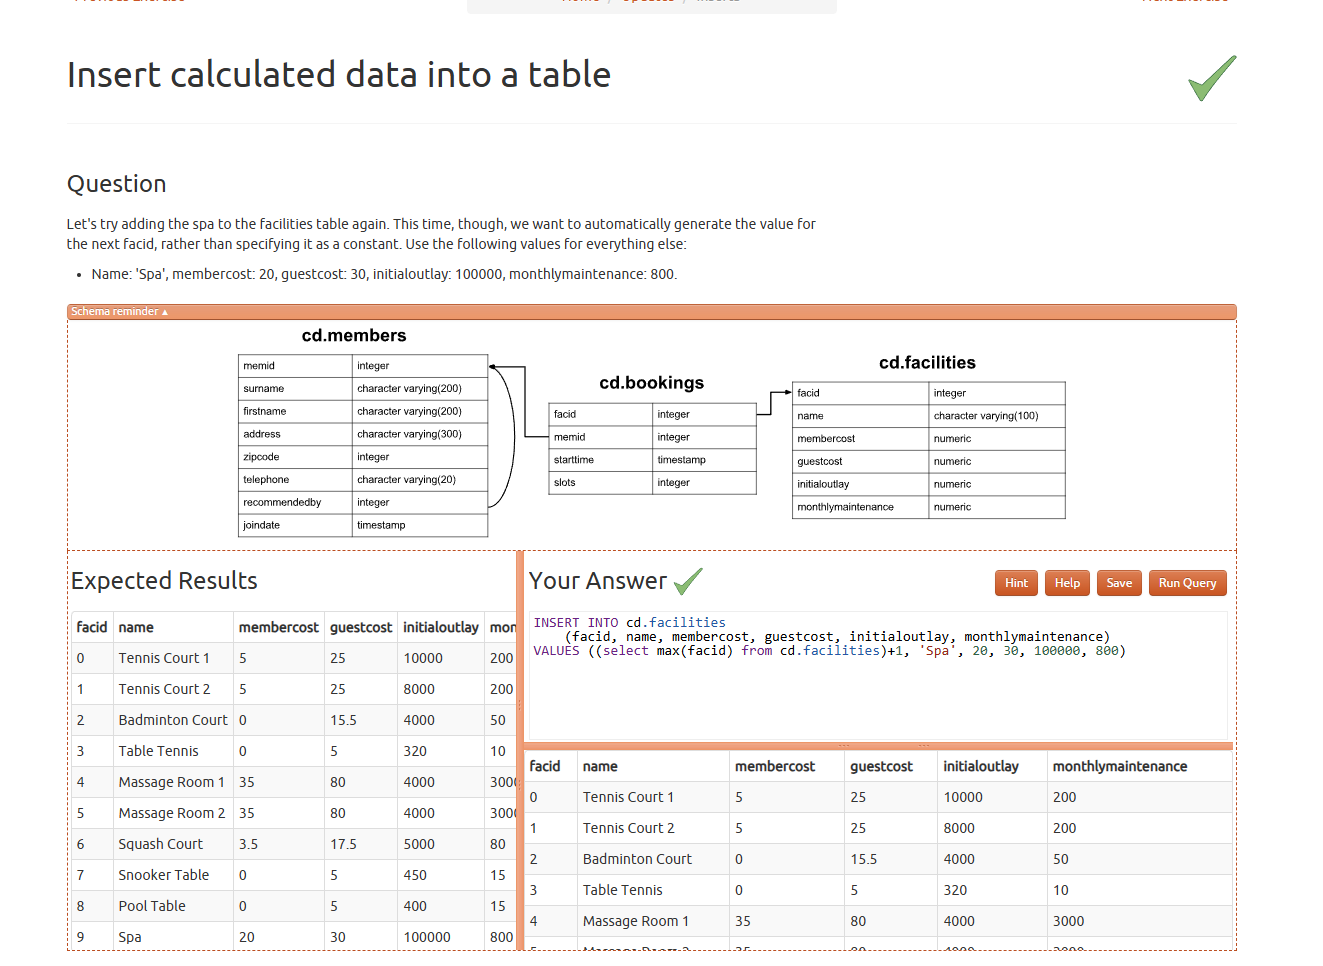 Insert calculated data into a table
Question
Let's try adding the spa to the facilities table again. This time, though, we want to automatically generate the value for
the next facid, rather than specifying it as a constant. Use the following values for everything else:
• Name: 'Spa', membercost: 20, guestcost: 30, initialoutlay: 100000, monthlymaintenance: 800.
Schema reminder ▲
cd.members
memid integer
surname character varying(200)
firstname character varying(200)
address character varying(300)
zipcode integer
telephone character varying(20)
recommendedby integer
joindate timestamp
cd.bookings
facid integer
memid integer
starttime timestamp
slots integer
cd.facilities
facid integer
name character varying(100)
membercost numeric
guestcost numeric
initialoutlay numeric
monthlymaintenance numeric
Expected Results
facid name membercost guestcost initialoutlay mon
0 Tennis Court 1 5 25 10000 200
1 Tennis Court 2 5 25 8000 200
2 Badminton Court 0 15.5 4000 50
3 Table Tennis 0 5 320 10
4 Massage Room 1 35 80 4000 3000
5 Massage Room 2 35 80 4000 3000
6 Squash Court 3.5 17.5 5000 80
7 Snooker Table 0 5 450 15
8 Pool Table 0 5 400 15
9 Spa 20 30 100000 800
Your Answer
Hint Help Save Run Query
INSERT INTO cd.facilities
(facid, name, membercost, guestcost, initialoutlay, monthlymaintenance)
VALUES ((select max(facid) from cd.facilities)+1, 'Spa', 20, 30, 100000, 800)
facid name membercost guestcost initialoutlay monthlymaintenance
0 Tennis Court 1 5 25 10000 200
1 Tennis Court 2 5 25 8000 200
2 Badminton Court 0 15.5 4000 50
3 Table Tennis 0 5 320 10
4 Massage Room 1 35 80 4000 3000